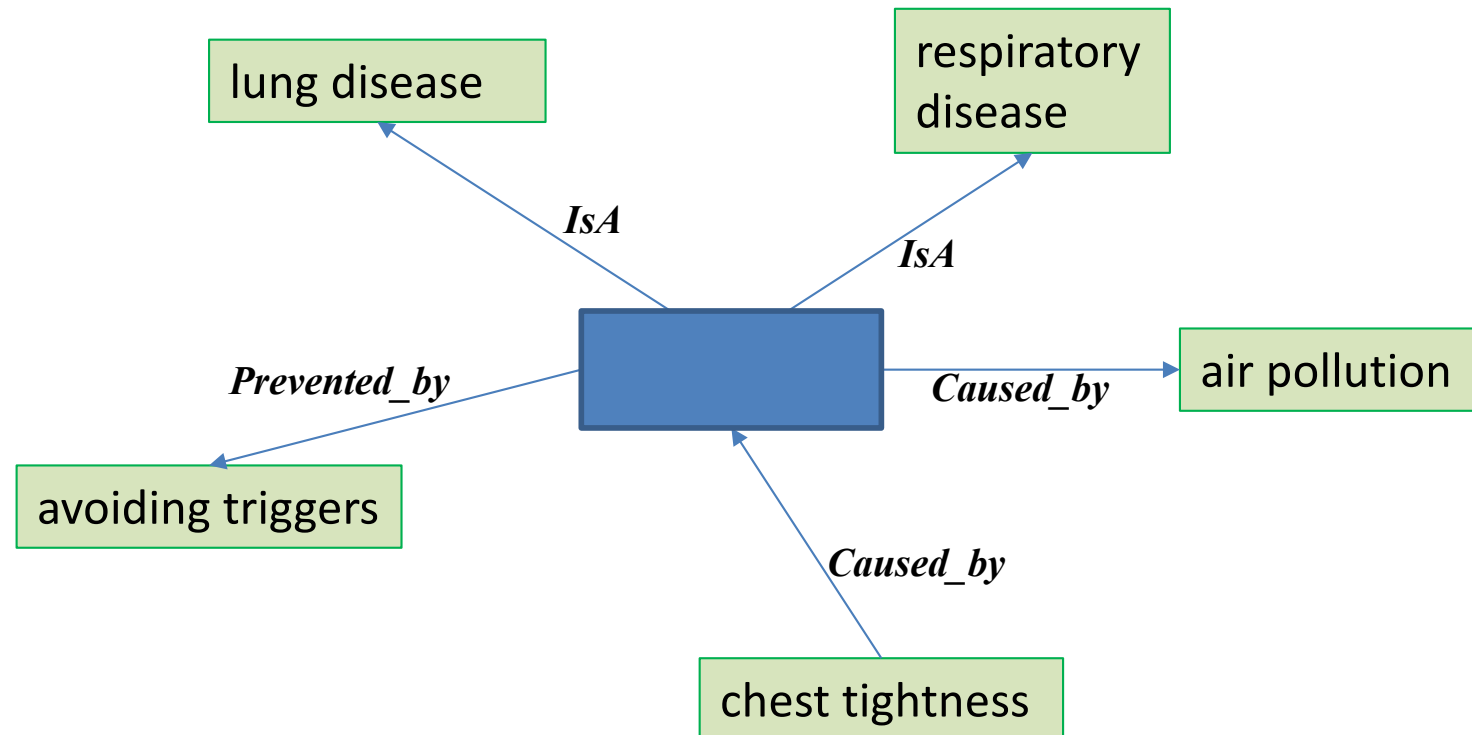 lung disease
respiratory
disease
IsA
IsA
Prevented_by
Caused_by
air pollution
avoiding triggers
Caused_by
chest tightness